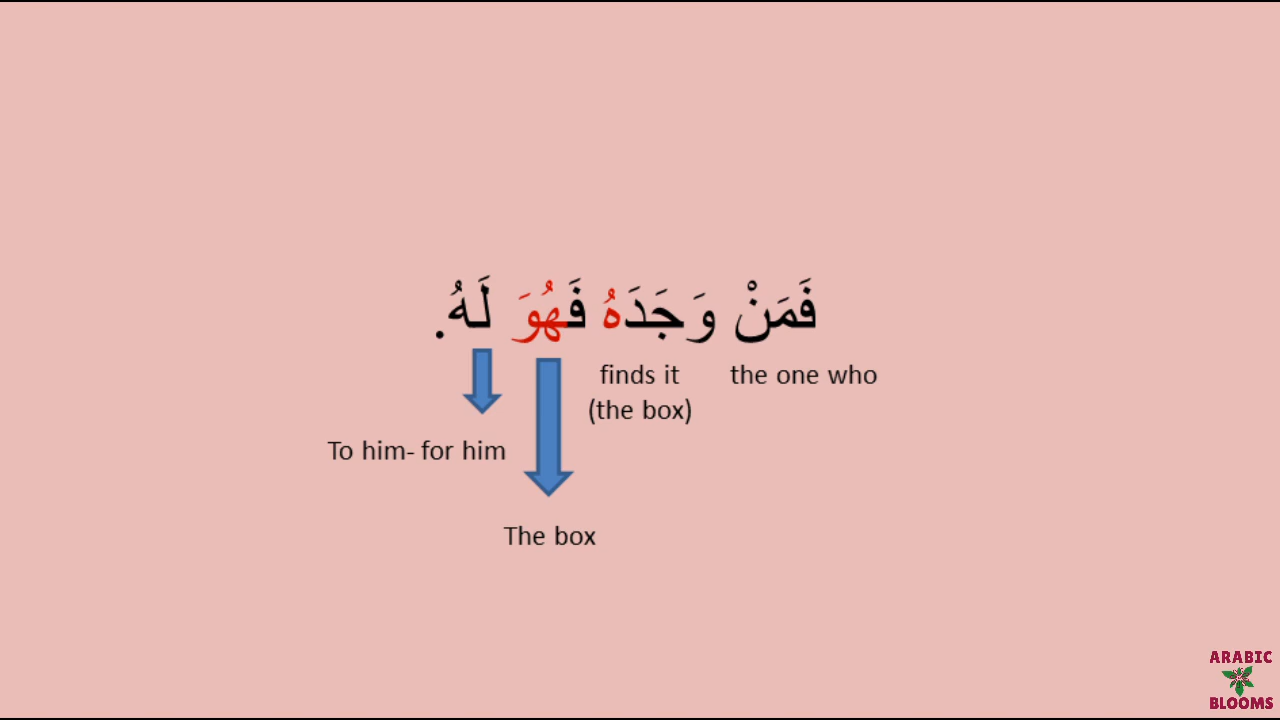 فَمَنْ وَجَدَهُ فَهُوَ لَهُ.
the one who
finds it
(the box)
To him- for him
The box
ARABIC
BLOOMS